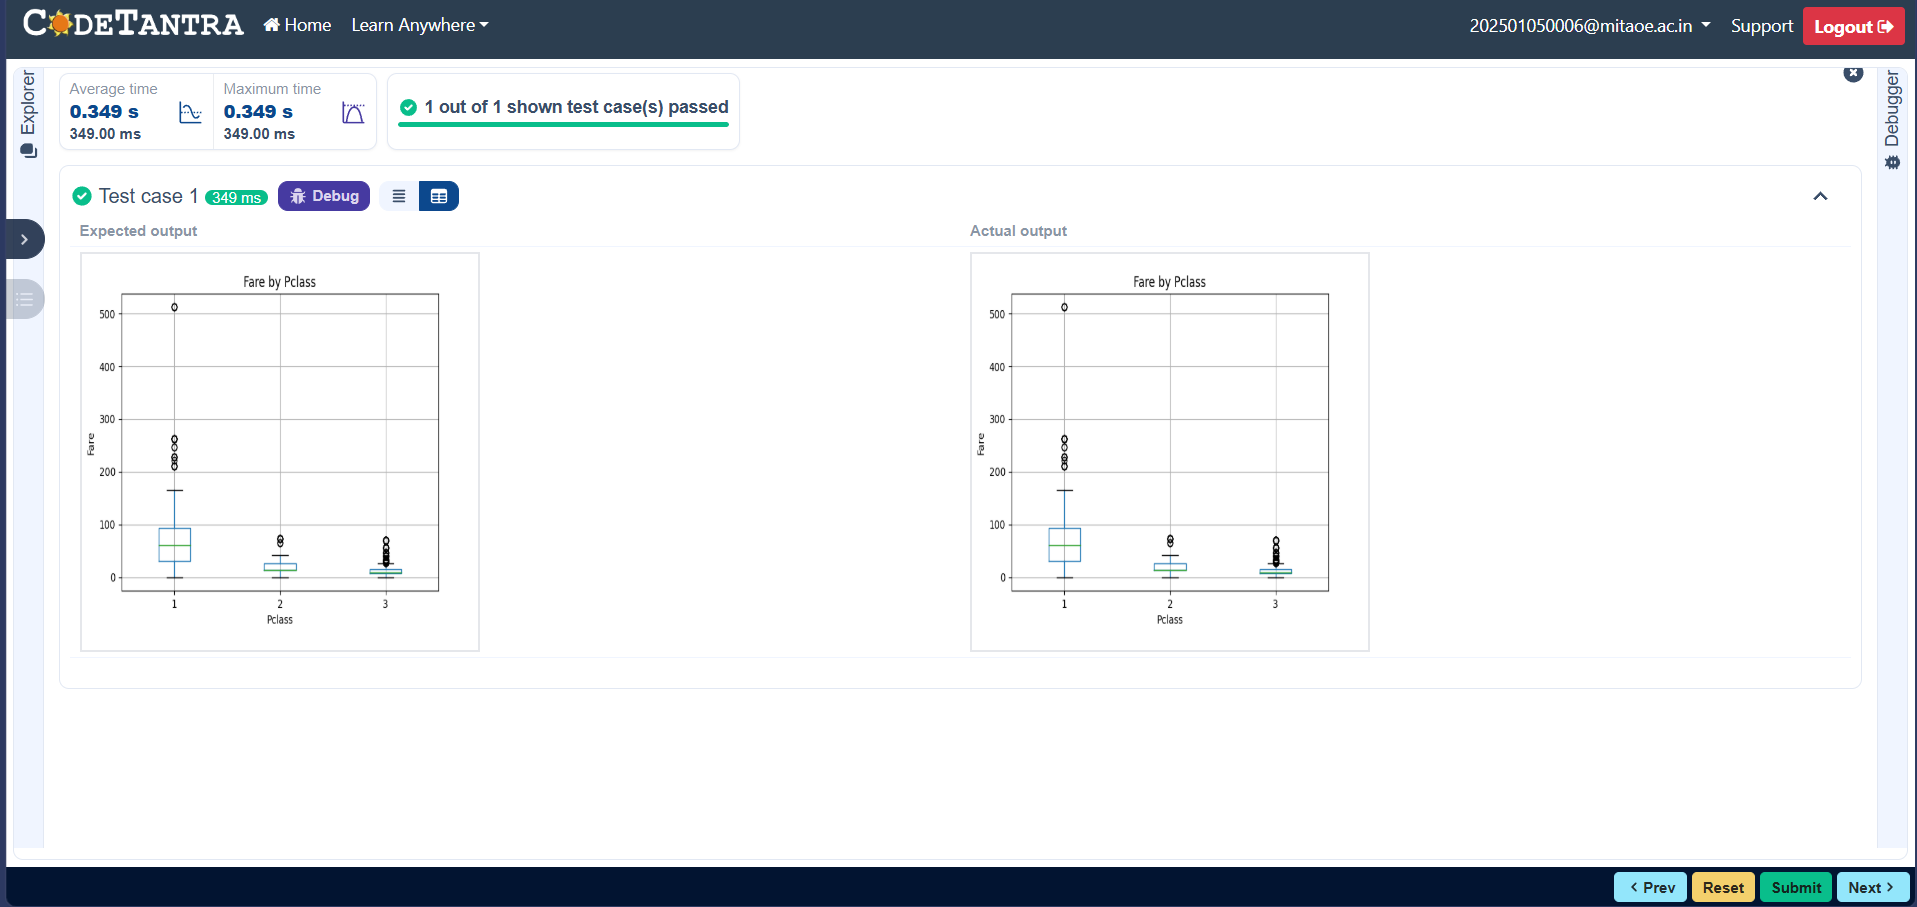 CODETANTRA Home Learn Anywhere 202501050006@mitaoe.ac.in Support Logout
Explorer
Average time
0.349 s
349.00 ms
Maximum time
0.349 s
349.00 ms
1 out of 1 shown test case(s) passed
Debugger
Test case 1 349 ms Debug
Expected output
Fare by Pclass
500
400
300
200
100
0
Fare
1 2 3
Pclass
Actual output
Fare by Pclass
500
400
300
200
100
0
Fare
1 2 3
Pclass
Prev Reset Submit Next